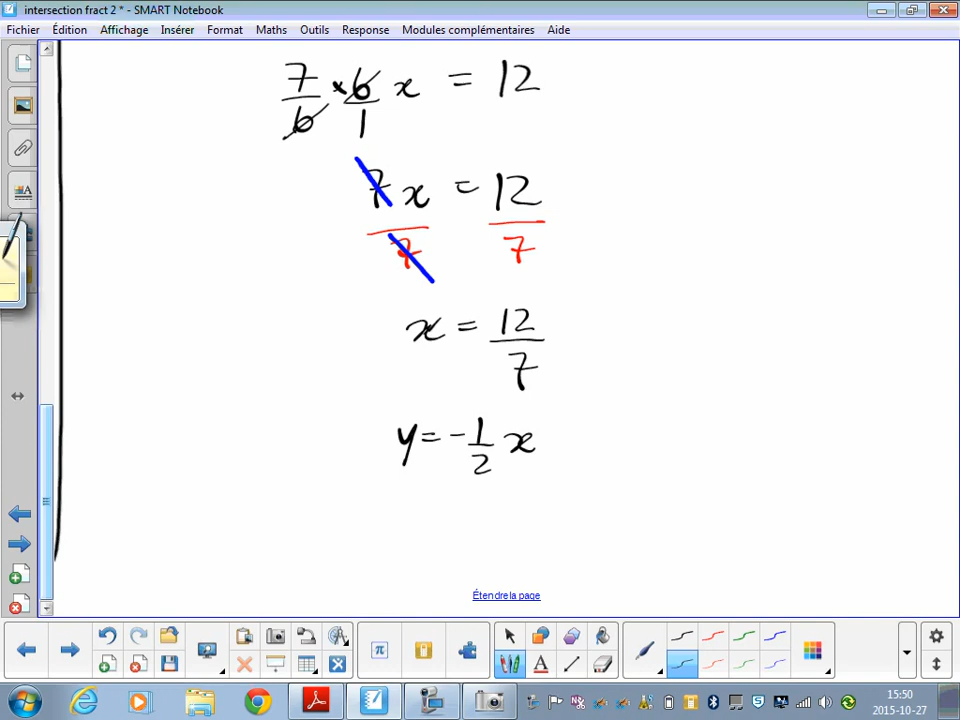 intersection fract 2 * - SMART Notebook
Fichier Édition Affichage Insérer Format Maths Outils Response Modules complémentaires Aide
7/6 × 6/1 x = 12
7x/7 = 12/7
x = 12/7
y = -1/2 x
Étendre la page
15:50
2015-10-27